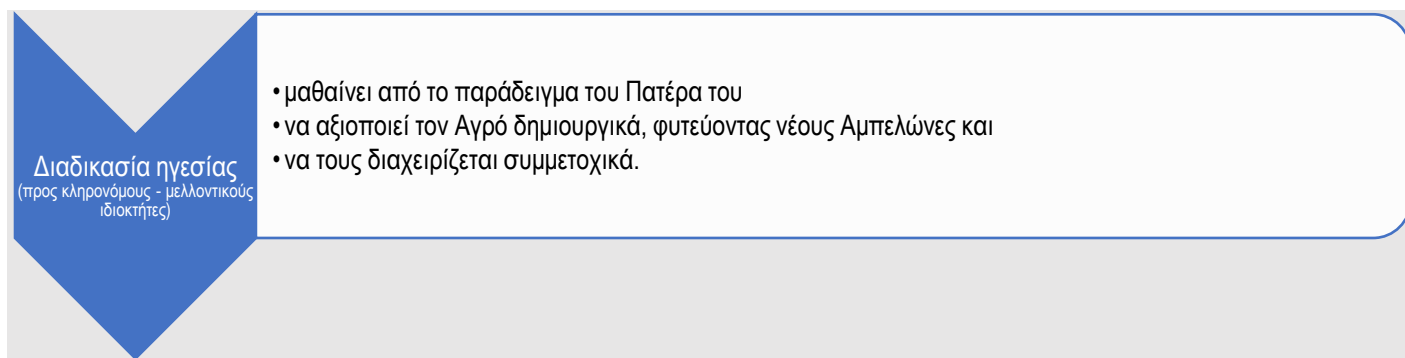 Διαδικασία ηγεσίας
(προς κληρονόμους - μελλοντικούς
ιδιοκτήτες)
• μαθαίνει από το παράδειγμα του Πατέρα του
• να αξιοποιεί τον Αγρό δημιουργικά, φυτεύοντας νέους Αμπελώνες και
• να τους διαχειρίζεται συμμετοχικά.